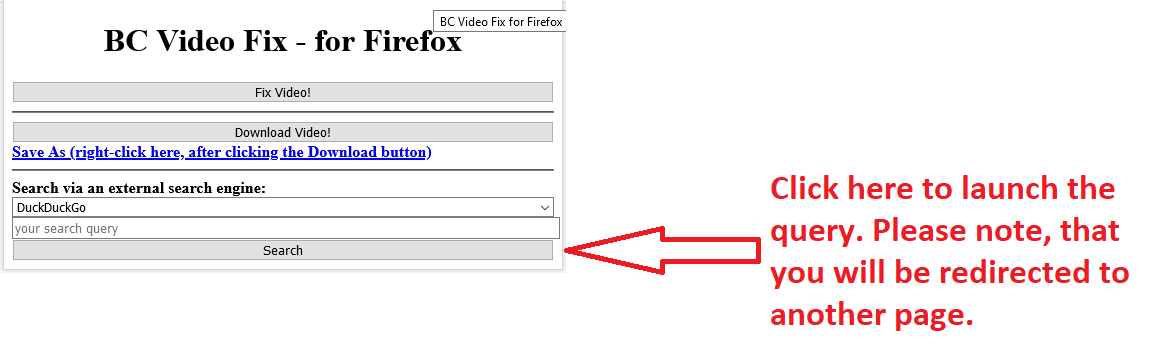 BC Video Fix for Firefox
BC Video Fix - for Firefox
Fix Video!
Download Video!
Save As (right-click here, after clicking the Download button)
Search via an external search engine:
DuckDuckGo
your search query
Search
Click here to launch the
query. Please note, that
you will be redirected to
another page.